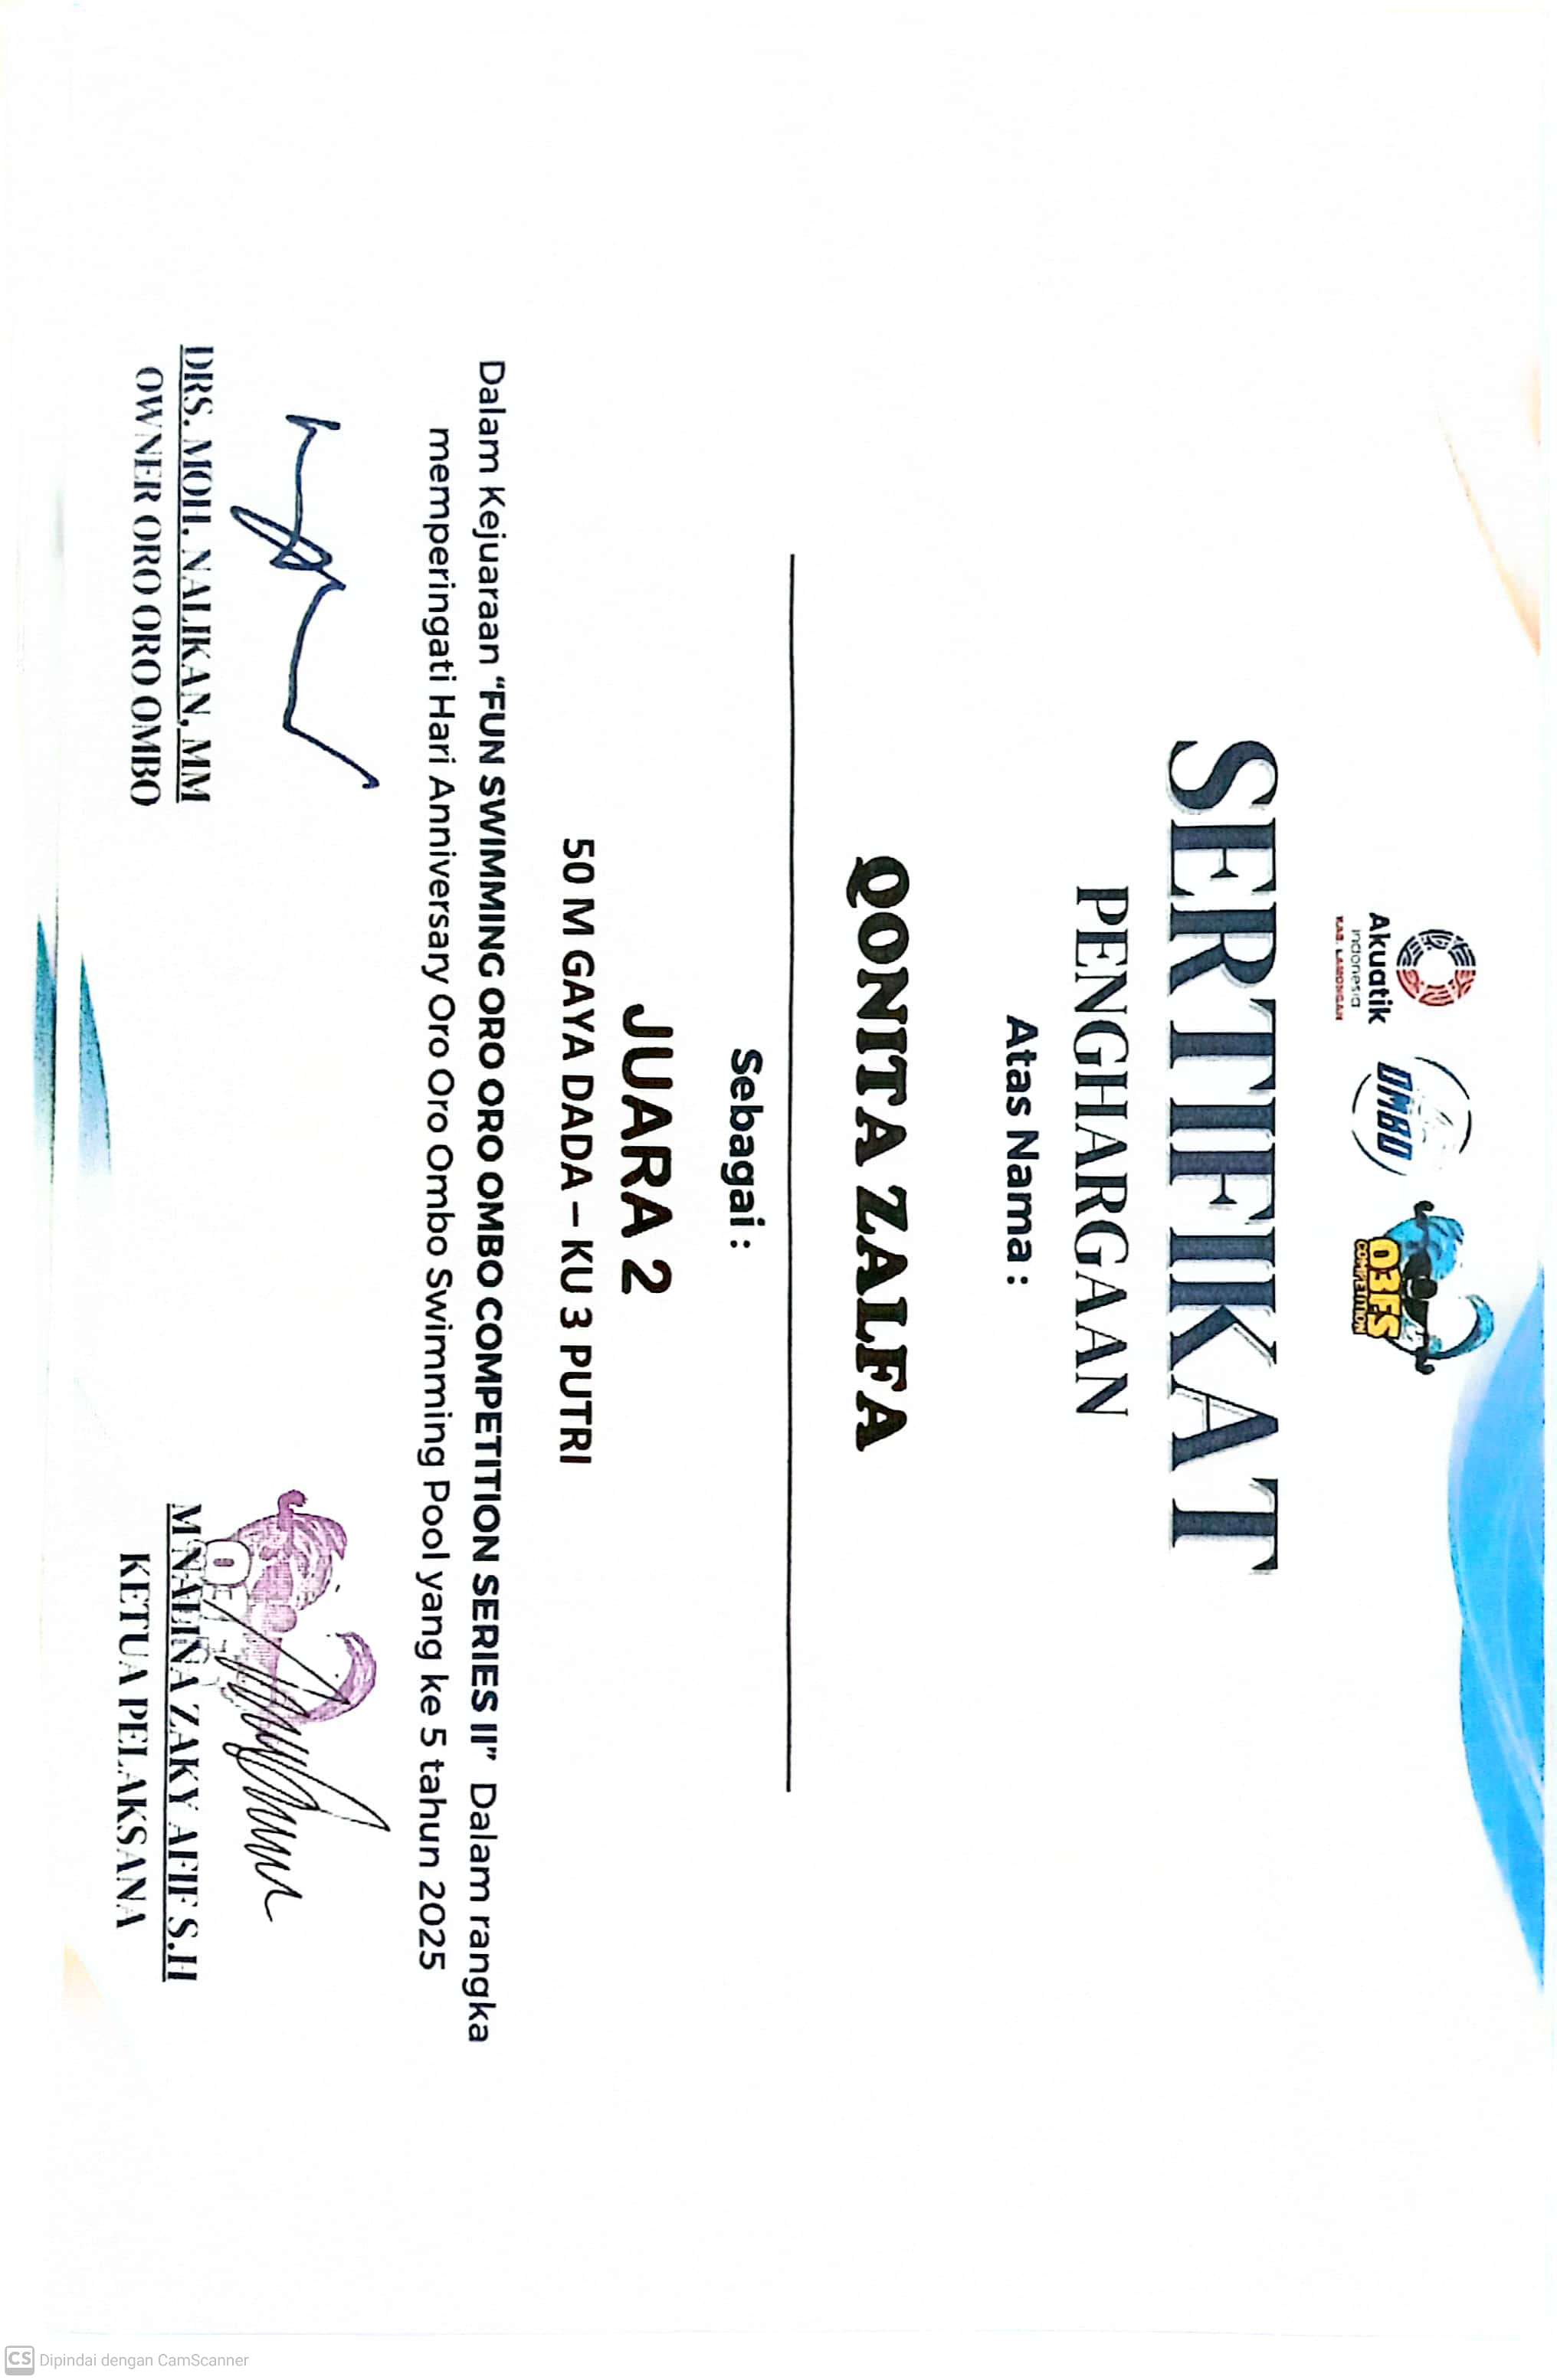 Akuatik
Indonesia
KAB. LAMONGAN
OMBO
O3FS
COMPETITION
SERTIFIKAT
PENGHARGAAN
Atas Nama :
QONITA ZALFA
Sebagai :
JUARA 2
50 M GAYA DADA – KU 3 PUTRI
Dalam Kejuaraan “FUN SWIMMING ORO ORO OMBO COMPETITION SERIES II” Dalam rangka
memperingati Hari Anniversary Oro Oro Ombo Swimming Pool yang ke 5 tahun 2025
DRS. MOH. NALIKAN, MM
OWNER ORO ORO OMBO
M NALINA ZAKY AFIF S.H
KETUA PELAKSANA
CS Dipindai dengan CamScanner